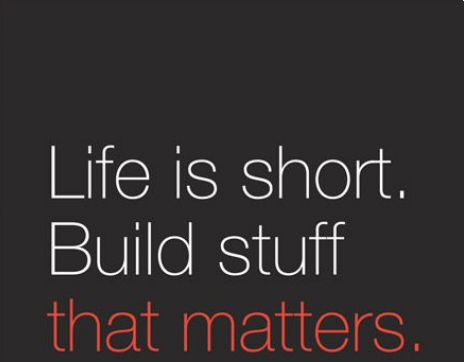 Life is short.
Build stuff
that matters.